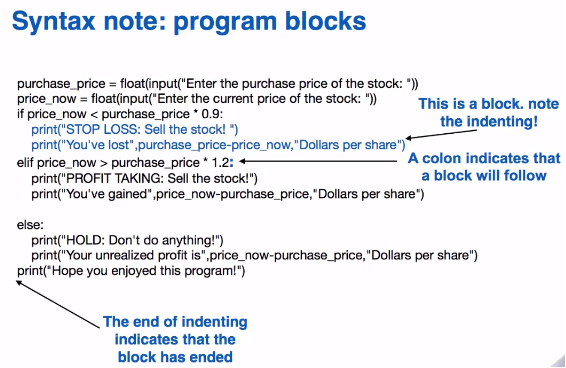 Syntax note: program blocks
purchase_price = float(input("Enter the purchase price of the stock: "))
price_now = float(input("Enter the current price of the stock: "))
if price_now < purchase_price * 0.9:
print("STOP LOSS: Sell the stock! ")
print("You've lost",purchase_price-price_now,"Dollars per share")
elif price_now > purchase_price * 1.2:
print("PROFIT TAKING: Sell the stock!")
print("You've gained",price_now-purchase_price,"Dollars per share")
else:
print("HOLD: Don't do anything!")
print("Your unrealized profit is",price_now-purchase_price,"Dollars per share")
print("Hope you enjoyed this program!")
This is a block. note
the indenting!
A colon indicates that
a block will follow
The end of indenting
indicates that the
block has ended